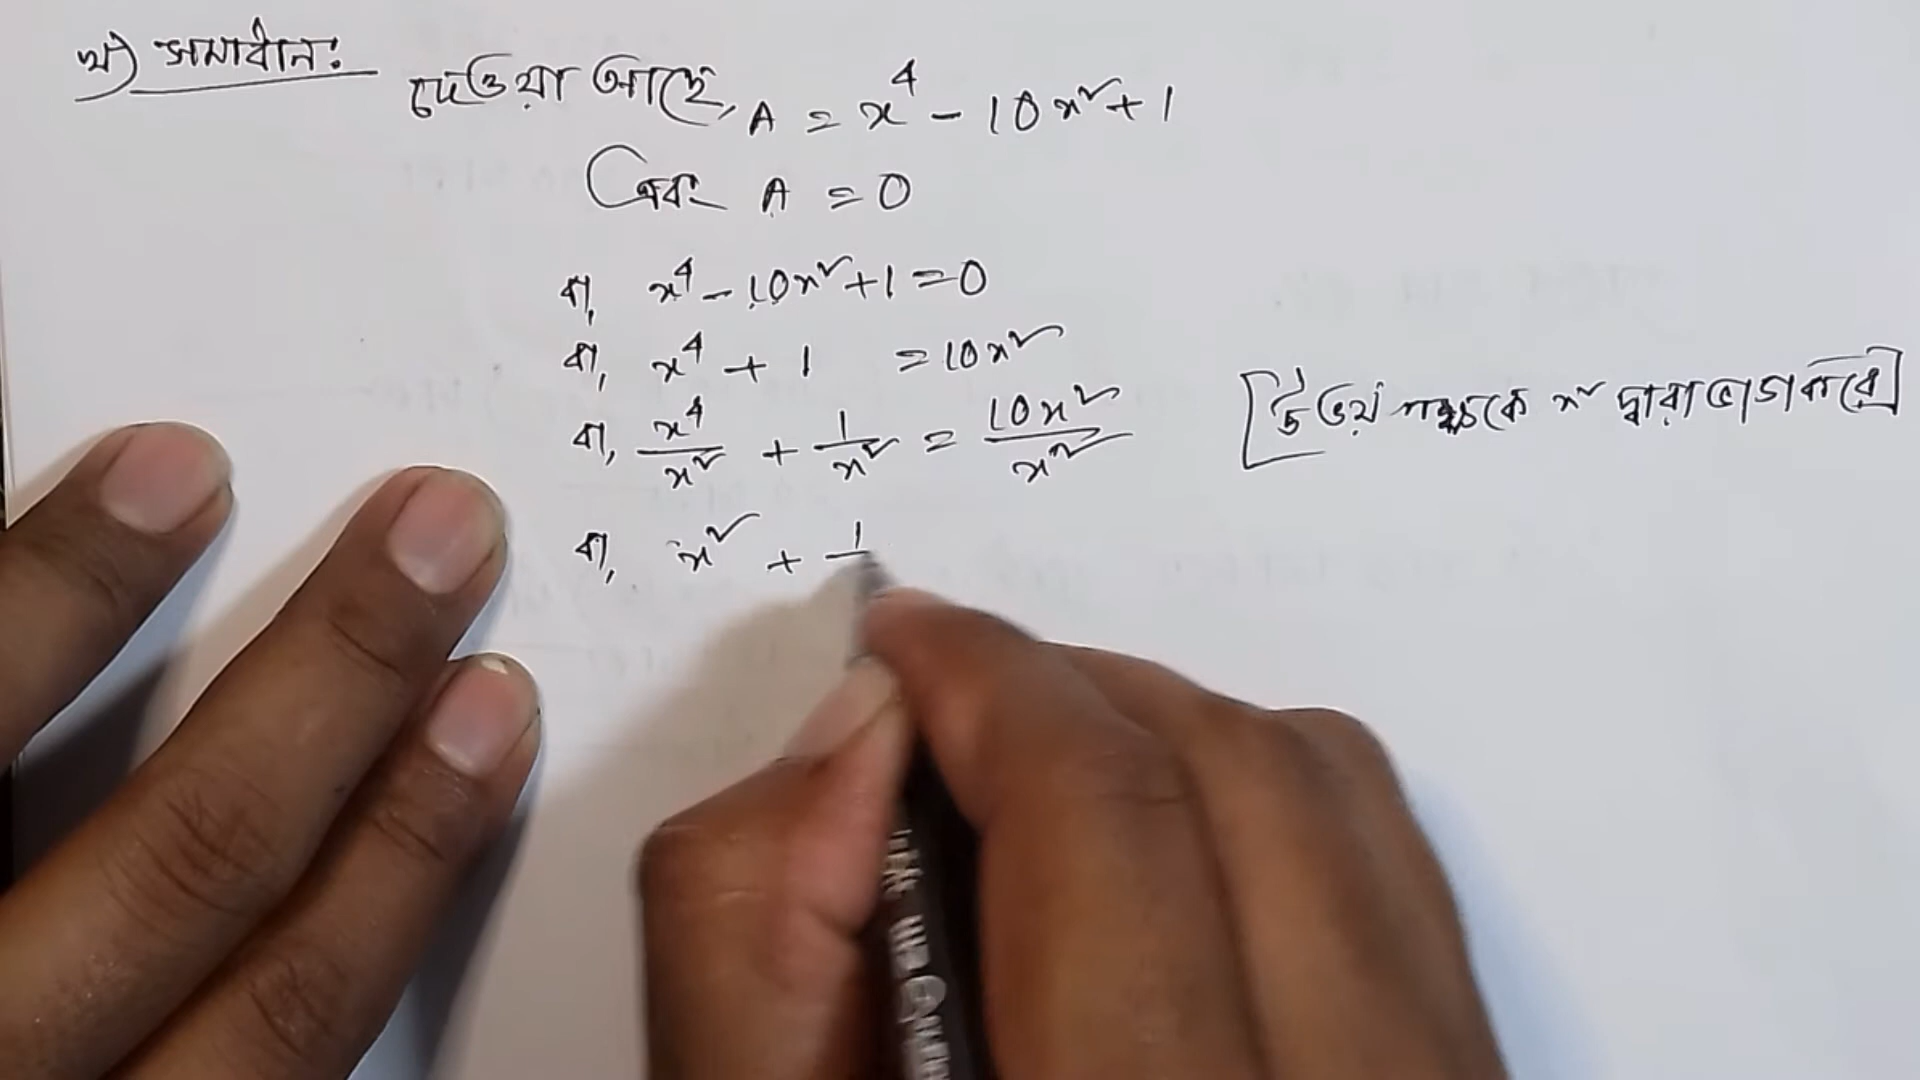 খ) সমাধান:
দেওয়া আছে, A = x⁴ - 10x² + 1
এবং A = 0
বা, x⁴ - 10x² + 1 = 0
বা, x⁴ + 1 = 10x²
বা, x⁴/x² + 1/x² = 10x²/x² [উভয় পক্ষকে x² দ্বারা ভাগ করে]
বা, x² + 1